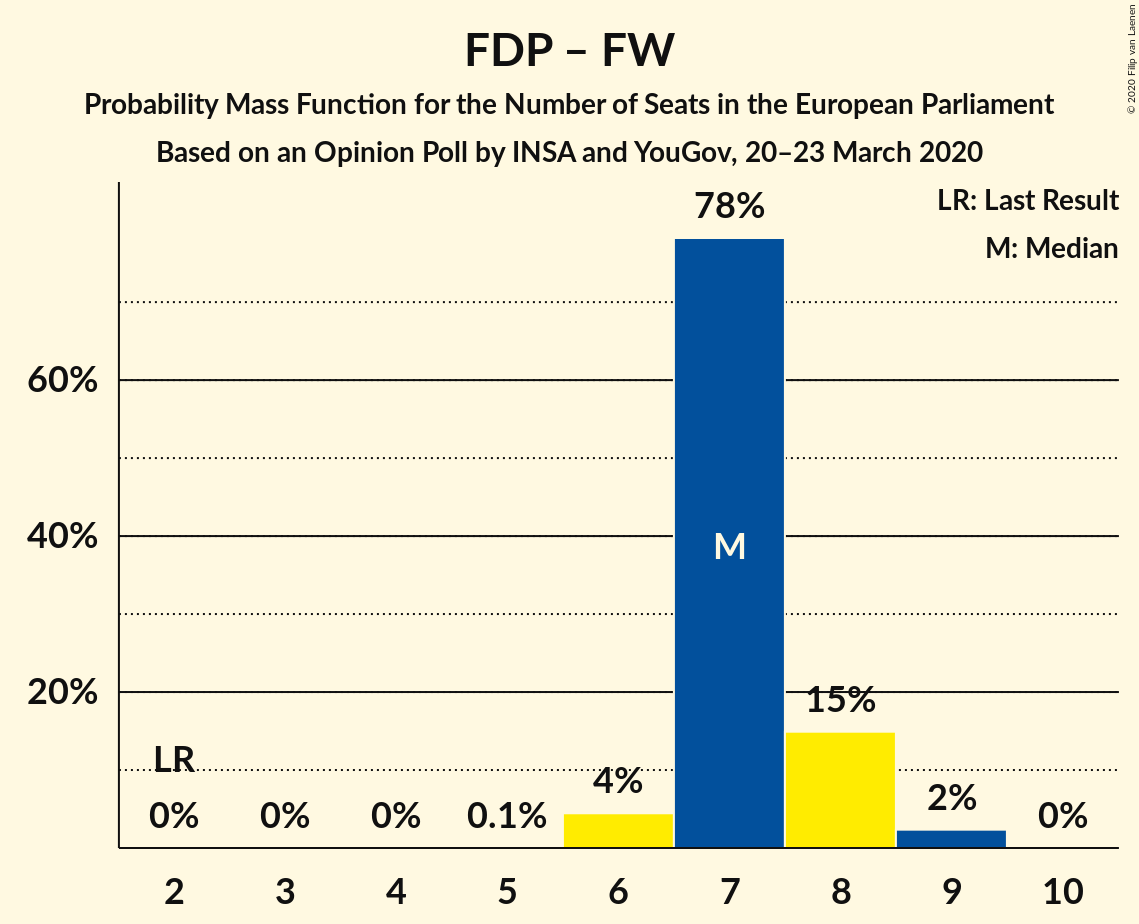 FDP – FW
Probability Mass Function for the Number of Seats in the European Parliament
Based on an Opinion Poll by INSA and YouGov, 20–23 March 2020
© 2020 Filip van Laenen
LR: Last Result
M: Median
78%
60%
40%
M
20%
15%
LR
4%
2%
0%
0%
0%
0.1%
0%
2
3
4
5
6
7
8
9
10